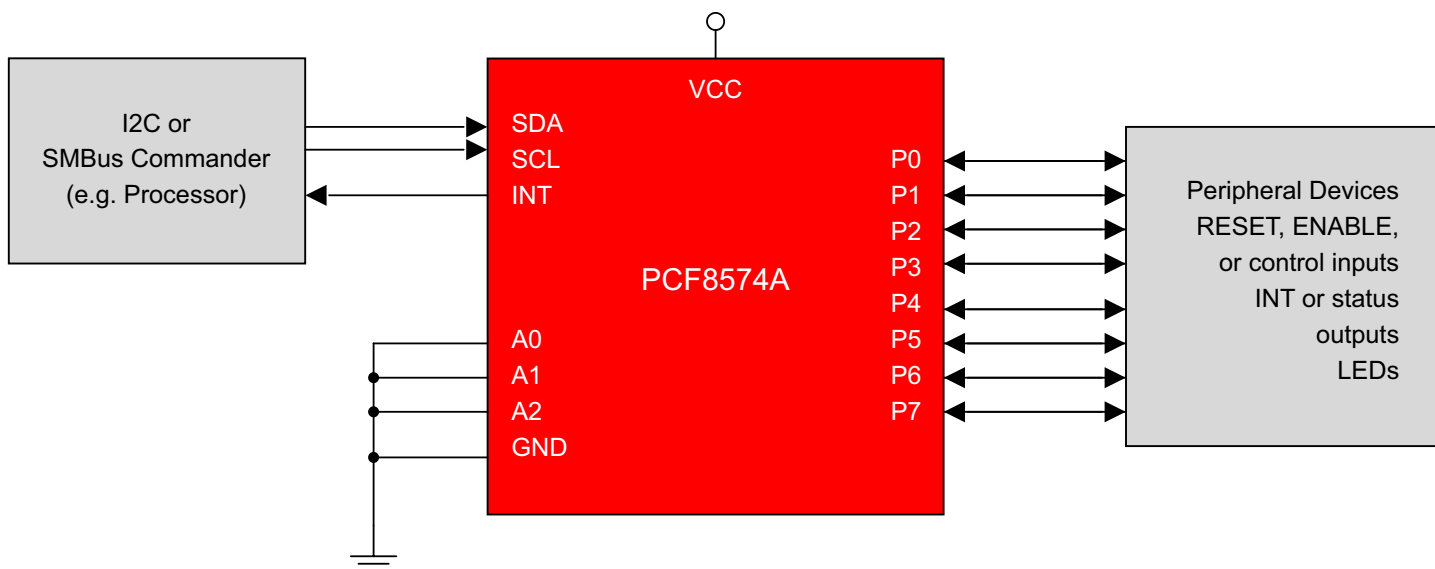 I2C or
SMBus Commander
(e.g. Processor)
VCC
SDA
SCL
INT
PCF8574A
A0
A1
A2
GND
P0
P1
P2
P3
P4
P5
P6
P7
Peripheral Devices
RESET, ENABLE,
or control inputs
INT or status
outputs
LEDs